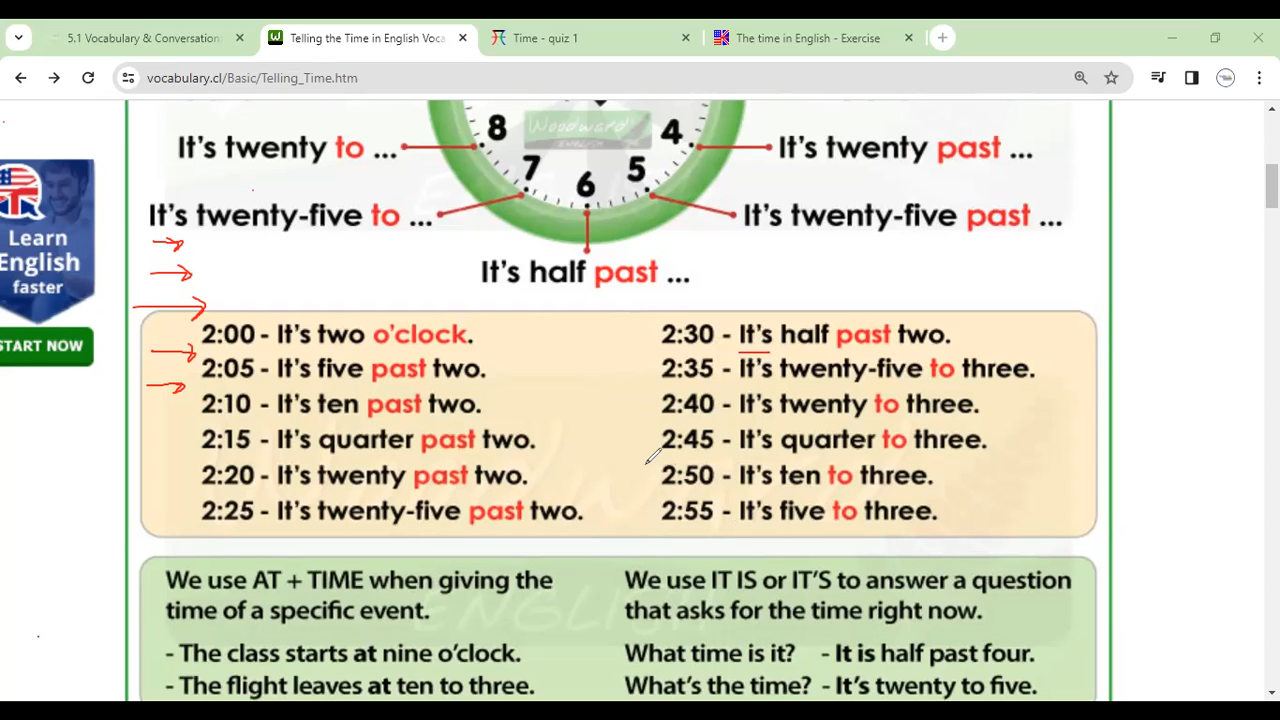 5.1 Vocabulary & Conversation
Telling the Time in English Voca
Time - quiz 1
The time in English - Exercise
vocabulary.cl/Basic/Telling_Time.htm
8
Woodward
ENGLISH
4
7
5
6
It's twenty to ...
It's twenty past ...
It's twenty-five to ...
It's twenty-five past ...
It's half past ...
Learn
English
faster
START NOW
2:00 - It's two o'clock.
2:05 - It's five past two.
2:10 - It's ten past two.
2:15 - It's quarter past two.
2:20 - It's twenty past two.
2:25 - It's twenty-five past two.
2:30 - It's half past two.
2:35 - It's twenty-five to three.
2:40 - It's twenty to three.
2:45 - It's quarter to three.
2:50 - It's ten to three.
2:55 - It's five to three.
We use AT + TIME when giving the
time of a specific event.
- The class starts at nine o'clock.
- The flight leaves at ten to three.
We use IT IS or IT'S to answer a question
that asks for the time right now.
What time is it? - It is half past four.
What's the time? - It's twenty to five.
ENGLISH